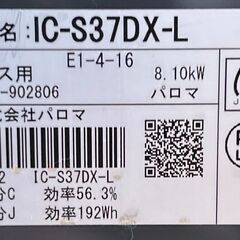 名:IC-S37DX-L
ス用 E1-4-16 8.10kW
-902806 パロマ
式会社パロマ
2 IC-S37DX-L
分C 効率56.3%
分J 効率192Wh